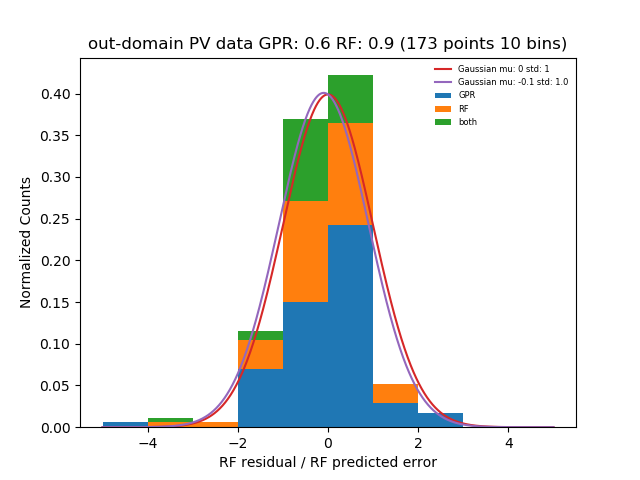 out-domain PV data GPR: 0.6 RF: 0.9 (173 points 10 bins)
Gaussian mu: 0 std: 1
Gaussian mu: -0.1 std: 1.0
GPR
RF
both
Normalized Counts
0.40
0.35
0.30
0.25
0.20
0.15
0.10
0.05
0.00
−4 −2 0 2 4
RF residual / RF predicted error